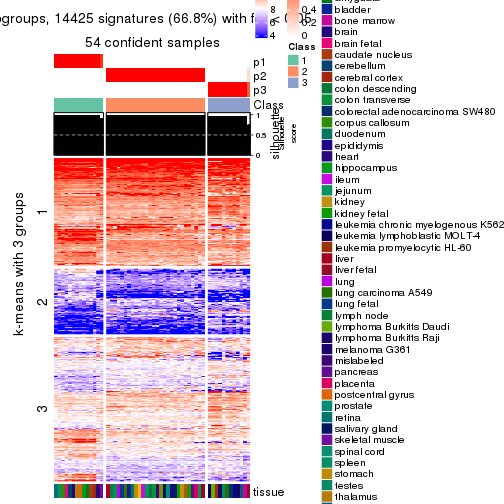 groups, 14425 signatures (66.8%) with f
54 confident samples
p1
p2
p3
Class
1
0.5
0
silhouette
score
8
6
4
0.4
0
Class
1
2
3
k-means with 3 groups
1
2
3
tissue
bladder
bone marrow
brain
brain fetal
caudate nucleus
cerebellum
cerebral cortex
colon descending
colon transverse
colorectal adenocarcinoma SW480
corpus callosum
duodenum
epididymis
heart
hippocampus
ileum
jejunum
kidney
kidney fetal
leukemia chronic myelogenous K562
leukemia lymphoblastic MOLT-4
leukemia promyelocytic HL-60
liver
liver fetal
lung
lung carcinoma A549
lung fetal
lymph node
lymphoma Burkitts Daudi
lymphoma Burkitts Raji
melanoma G361
mislabeled
pancreas
placenta
postcentral gyrus
prostate
retina
salivary gland
skeletal muscle
spinal cord
spleen
stomach
testes
thalamus